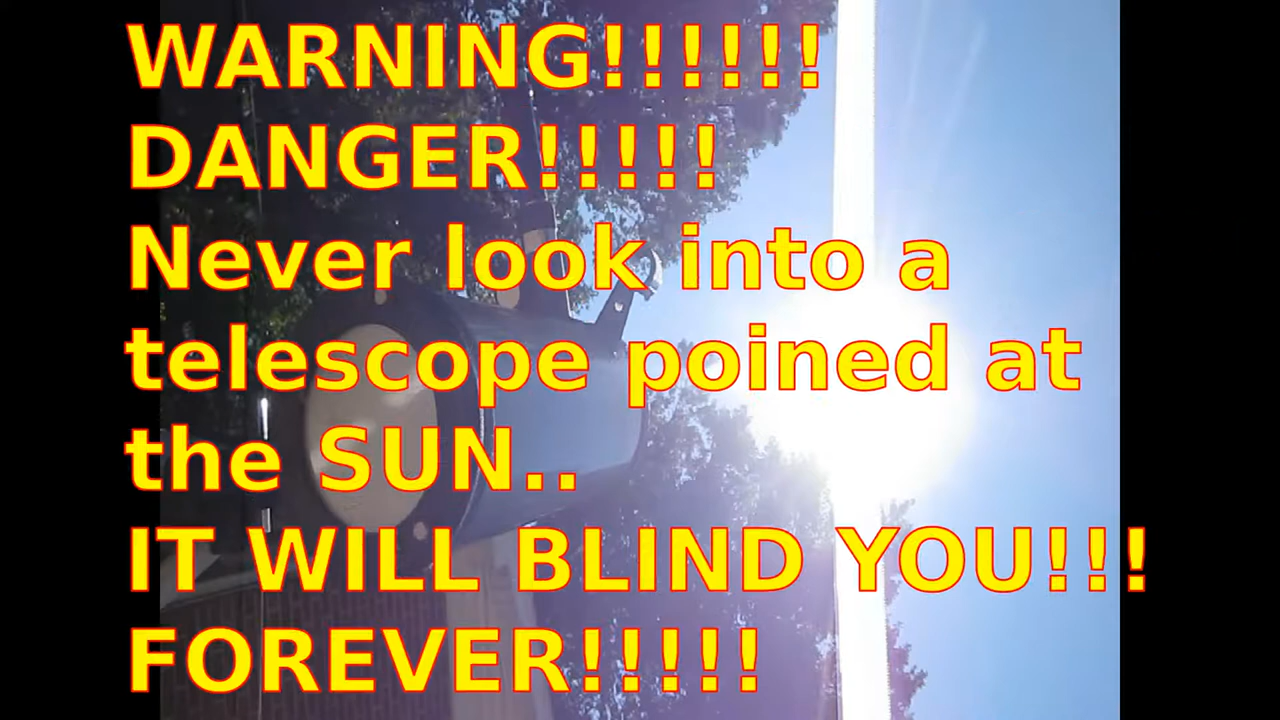 WARNING!!!!!!
DANGER!!!!!
Never look into a
telescope poined at
the SUN..
IT WILL BLIND YOU!!!
FOREVER!!!!!